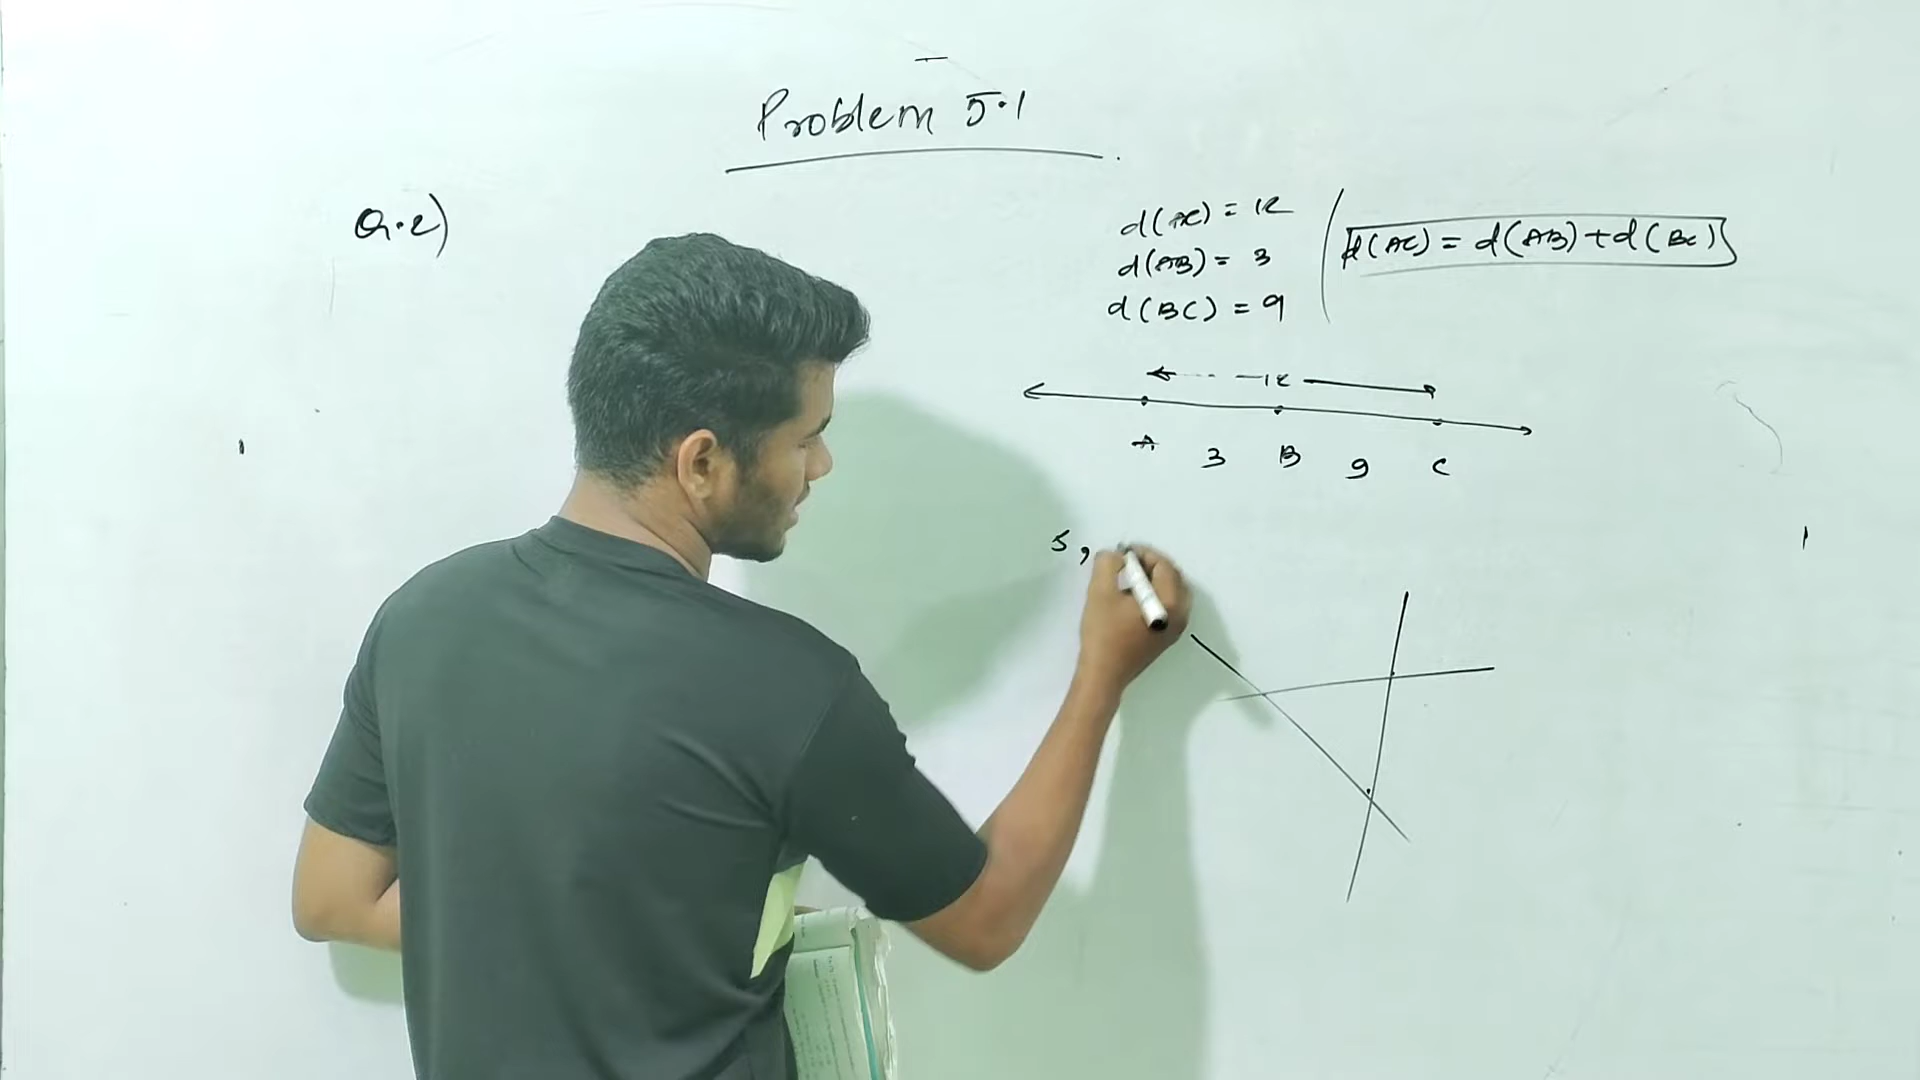 Problem 5.1
Q.2)
d(AC) = 12
d(AB) = 3
d(BC) = 9
d(AC) = d(AB) + d(BC)
12
A 3 B 9 C
5,